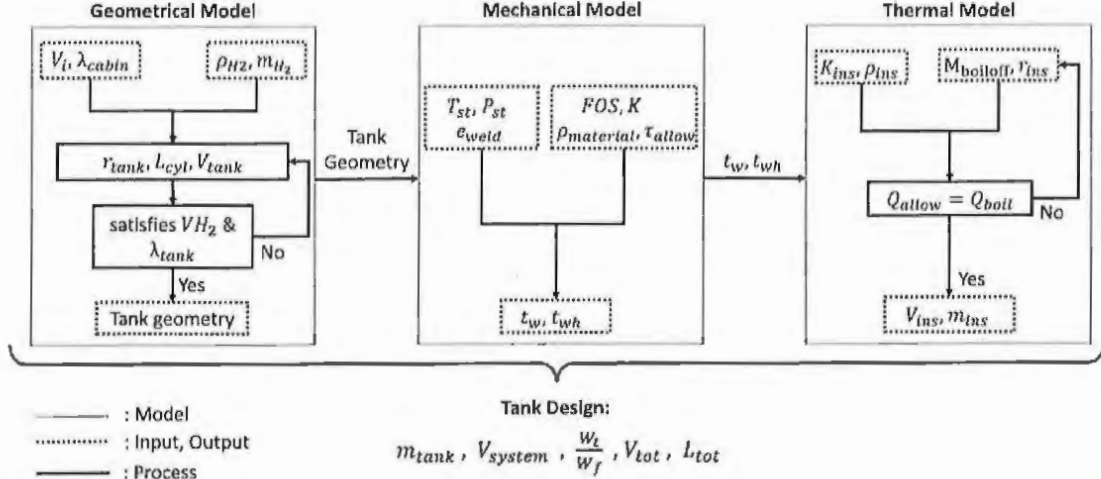 Geometrical Model
V_i, λ_cabin
ρ_H2, m_H₂
r_tank, L_cyl, V_tank
satisfies VH₂ &
λ_tank
No
Yes
Tank geometry
Tank
Geometry
Mechanical Model
T_st, P_st
e_weld
FOS, K
ρ_material, τ_allow
t_w, t_wh
t_w, t_wh
Thermal Model
K_ins, ρ_ins
M_boiloff, r_ins
Q_allow = Q_boil
No
Yes
V_ins, m_ins
: Model
: Input, Output
: Process
Tank Design:
m_tank , V_system , W_t/W_f , V_tot , L_tot